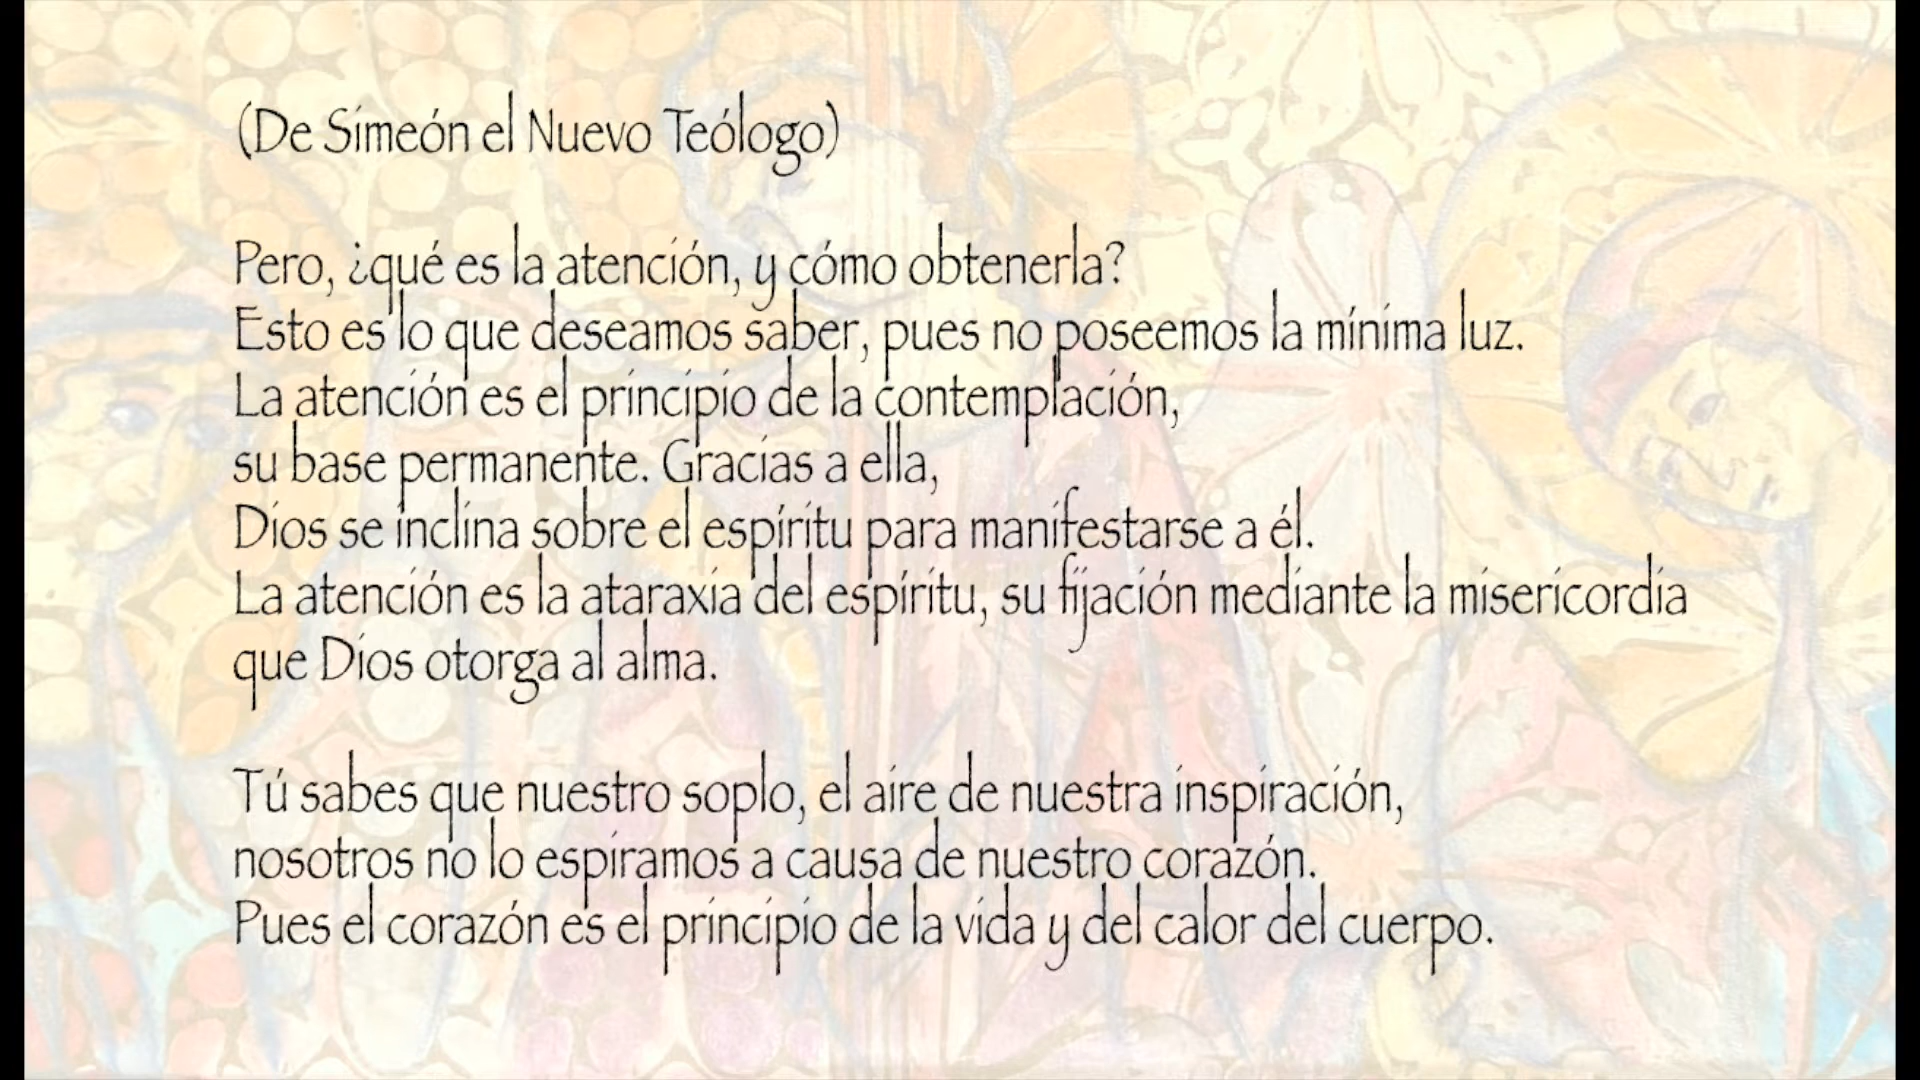 (De Simeón el Nuevo Teólogo)
Pero, ¿qué es la atención, y cómo obtenerla?
Esto es lo que deseamos saber, pues no poseemos la mínima luz.
La atención es el principio de la contemplación,
su base permanente. Gracias a ella,
Dios se inclina sobre el espíritu para manifestarse a él.
La atención es la ataraxia del espíritu, su fijación mediante la misericordia
que Dios otorga al alma.
Tú sabes que nuestro soplo, el aire de nuestra inspiración,
nosotros no lo espiramos a causa de nuestro corazón.
Pues el corazón es el principio de la vida y del calor del cuerpo.